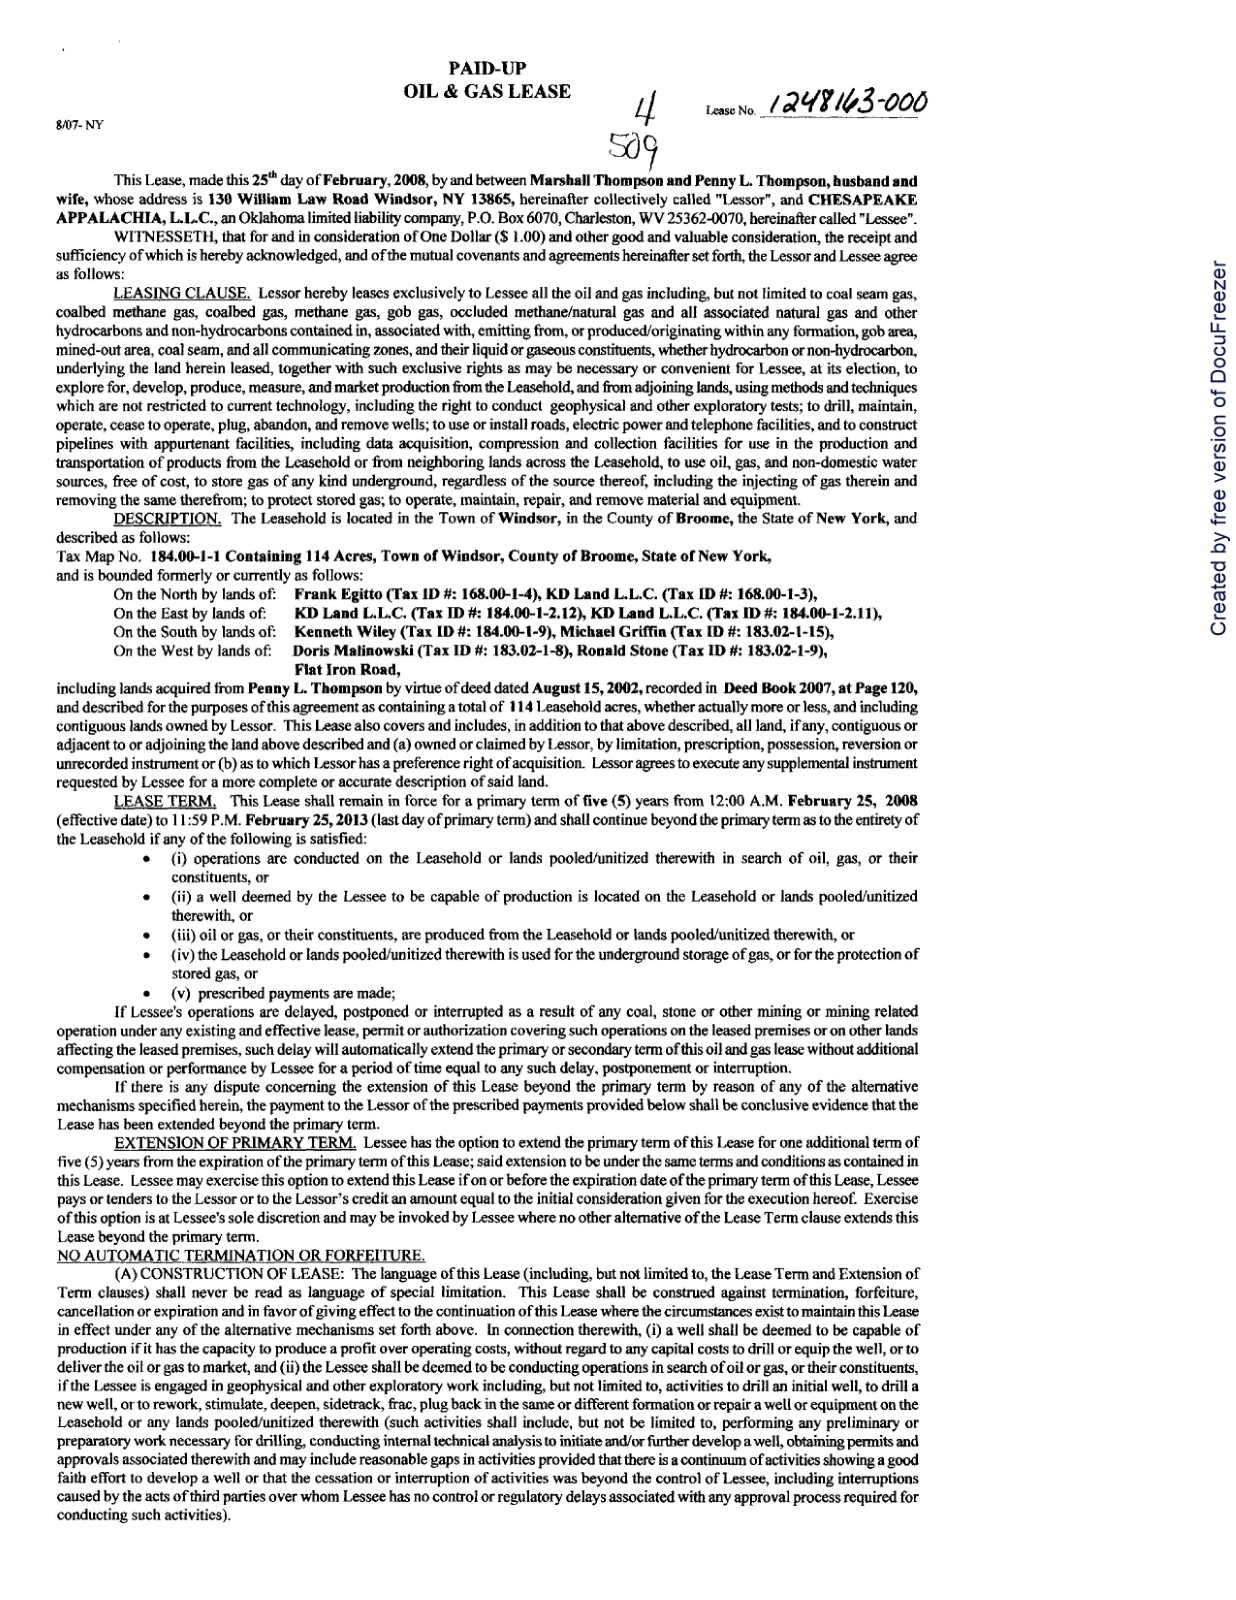 PAID-UP
OIL & GAS LEASE
4
Lease No. 1248163-000
8/07- NY
509
This Lease, made this 25th day of February, 2008, by and between Marshall Thompson and Penny L. Thompson, husband and
wife, whose address is 130 William Law Road Windsor, NY 13865, hereinafter collectively called "Lessor", and CHESAPEAKE
APPALACHIA, L.L.C., an Oklahoma limited liability company, P.O. Box 6070, Charleston, WV 25362-0070, hereinafter called "Lessee".
WITNESSETH, that for and in consideration of One Dollar ($ 1.00) and other good and valuable consideration, the receipt and
sufficiency of which is hereby acknowledged, and of the mutual covenants and agreements hereinafter set forth, the Lessor and Lessee agree
as follows:
LEASING CLAUSE. Lessor hereby leases exclusively to Lessee all the oil and gas including, but not limited to coal seam gas,
coalbed methane gas, coalbed gas, methane gas, gob gas, occluded methane/natural gas and all associated natural gas and other
hydrocarbons and non-hydrocarbons contained in, associated with, emitting from, or produced/originating within any formation, gob area,
mined-out area, coal seam, and all communicating zones, and their liquid or gaseous constituents, whether hydrocarbon or non-hydrocarbon,
underlying the land herein leased, together with such exclusive rights as may be necessary or convenient for Lessee, at its election, to
explore for, develop, produce, measure, and market production from the Leasehold, and from adjoining lands, using methods and techniques
which are not restricted to current technology, including the right to conduct geophysical and other exploratory tests; to drill, maintain,
operate, cease to operate, plug, abandon, and remove wells; to use or install roads, electric power and telephone facilities, and to construct
pipelines with appurtenant facilities, including data acquisition, compression and collection facilities for use in the production and
transportation of products from the Leasehold or from neighboring lands across the Leasehold, to use oil, gas, and non-domestic water
sources, free of cost, to store gas of any kind underground, regardless of the source thereof, including the injecting of gas therein and
removing the same therefrom; to protect stored gas; to operate, maintain, repair, and remove material and equipment.
DESCRIPTION. The Leasehold is located in the Town of Windsor, in the County of Broome, the State of New York, and
described as follows:
Tax Map No. 184.00-1-1 Containing 114 Acres, Town of Windsor, County of Broome, State of New York,
and is bounded formerly or currently as follows:
On the North by lands of: Frank Egitto (Tax ID #: 168.00-1-4), KD Land L.L.C. (Tax ID #: 168.00-1-3),
On the East by lands of: KD Land L.L.C. (Tax ID #: 184.00-1-2.12), KD Land L.L.C. (Tax ID #: 184.00-1-2.11),
On the South by lands of: Kenneth Wiley (Tax ID #: 184.00-1-9), Michael Griffin (Tax ID #: 183.02-1-15),
On the West by lands of: Doris Malinowski (Tax ID #: 183.02-1-8), Ronald Stone (Tax ID #: 183.02-1-9),
Flat Iron Road,
including lands acquired from Penny L. Thompson by virtue of deed dated August 15, 2002, recorded in Deed Book 2007, at Page 120,
and described for the purposes of this agreement as containing a total of 114 Leasehold acres, whether actually more or less, and including
contiguous lands owned by Lessor. This Lease also covers and includes, in addition to that above described, all land, if any, contiguous or
adjacent to or adjoining the land above described and (a) owned or claimed by Lessor, by limitation, prescription, possession, reversion or
unrecorded instrument or (b) as to which Lessor has a preference right of acquisition. Lessor agrees to execute any supplemental instrument
requested by Lessee for a more complete or accurate description of said land.
LEASE TERM. This Lease shall remain in force for a primary term of five (5) years from 12:00 A.M. February 25, 2008
(effective date) to 11:59 P.M. February 25, 2013 (last day of primary term) and shall continue beyond the primary term as to the entirety of
the Leasehold if any of the following is satisfied:
• (i) operations are conducted on the Leasehold or lands pooled/unitized therewith in search of oil, gas, or their
constituents, or
• (ii) a well deemed by the Lessee to be capable of production is located on the Leasehold or lands pooled/unitized
therewith, or
• (iii) oil or gas, or their constituents, are produced from the Leasehold or lands pooled/unitized therewith, or
• (iv) the Leasehold or lands pooled/unitized therewith is used for the underground storage of gas, or for the protection of
stored gas, or
• (v) prescribed payments are made;
If Lessee's operations are delayed, postponed or interrupted as a result of any coal, stone or other mining or mining related
operation under any existing and effective lease, permit or authorization covering such operations on the leased premises or on other lands
affecting the leased premises, such delay will automatically extend the primary or secondary term of this oil and gas lease without additional
compensation or performance by Lessee for a period of time equal to any such delay, postponement or interruption.
If there is any dispute concerning the extension of this Lease beyond the primary term by reason of any of the alternative
mechanisms specified herein, the payment to the Lessor of the prescribed payments provided below shall be conclusive evidence that the
Lease has been extended beyond the primary term.
EXTENSION OF PRIMARY TERM. Lessee has the option to extend the primary term of this Lease for one additional term of
five (5) years from the expiration of the primary term of this Lease; said extension to be under the same terms and conditions as contained in
this Lease. Lessee may exercise this option to extend this Lease if on or before the expiration date of the primary term of this Lease, Lessee
pays or tenders to the Lessor or to the Lessor's credit an amount equal to the initial consideration given for the execution hereof. Exercise
of this option is at Lessee's sole discretion and may be invoked by Lessee where no other alternative of the Lease Term clause extends this
Lease beyond the primary term.
NO AUTOMATIC TERMINATION OR FORFEITURE.
(A) CONSTRUCTION OF LEASE: The language of this Lease (including, but not limited to, the Lease Term and Extension of
Term clauses) shall never be read as language of special limitation. This Lease shall be construed against termination, forfeiture,
cancellation or expiration and in favor of giving effect to the continuation of this Lease where the circumstances exist to maintain this Lease
in effect under any of the alternative mechanisms set forth above. In connection therewith, (i) a well shall be deemed to be capable of
production if it has the capacity to produce a profit over operating costs, without regard to any capital costs to drill or equip the well, or to
deliver the oil or gas to market, and (ii) the Lessee shall be deemed to be conducting operations in search of oil or gas, or their constituents,
if the Lessee is engaged in geophysical and other exploratory work including, but not limited to, activities to drill an initial well, to drill a
new well, or to rework, stimulate, deepen, sidetrack, frac, plug back in the same or different formation or repair a well or equipment on the
Leasehold or any lands pooled/unitized therewith (such activities shall include, but not be limited to, performing any preliminary or
preparatory work necessary for drilling, conducting internal technical analysis to initiate and/or further develop a well, obtaining permits and
approvals associated therewith and may include reasonable gaps in activities provided that there is a continuum of activities showing a good
faith effort to develop a well or that the cessation or interruption of activities was beyond the control of Lessee, including interruptions
caused by the acts of third parties over whom Lessee has no control or regulatory delays associated with any approval process required for
conducting such activities).
Created by free version of DocuFreezer